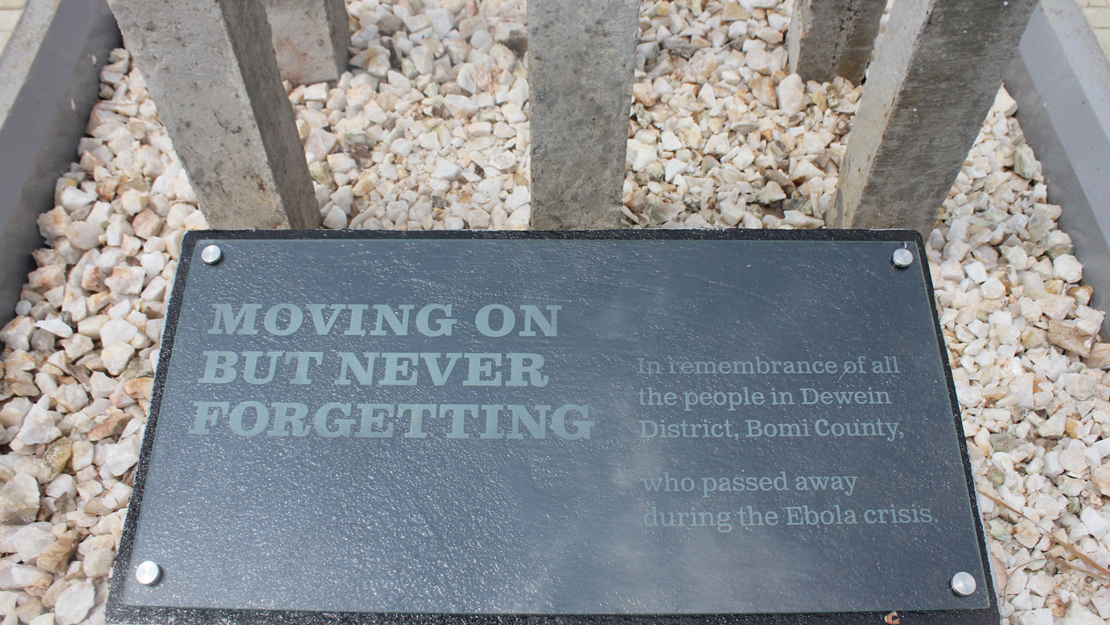 MOVING ON
BUT NEVER
FORGETTING
In remembrance of all
the people in Dewein
District, Bomi County,
who passed away
during the Ebola crisis.